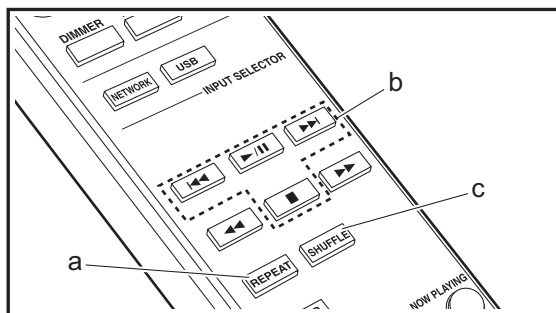 DIMMER
NETWORK
USB
INPUT SELECTOR
b
c
a
REPEAT
SHUFFLE
NOW PLAYING